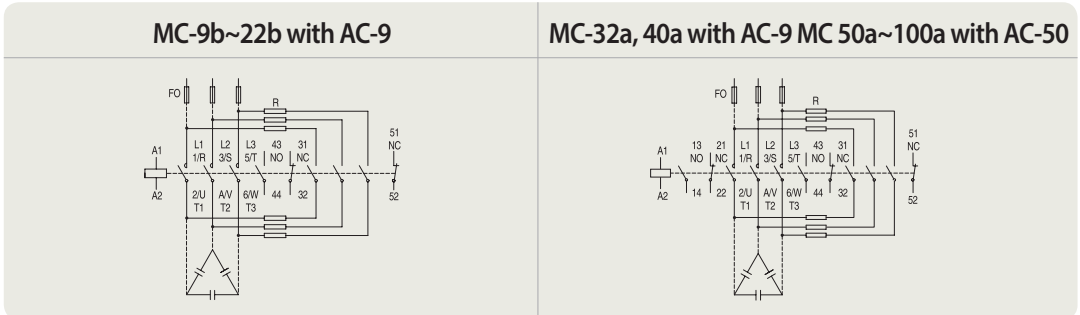 MC-9b~22b with AC-9
MC-32a, 40a with AC-9 MC 50a~100a with AC-50
FO
R
L1 L2 L3 43 31
1/R 3/S 5/T NO NC
51
NC
A1
A2
2/U A/V 6/W 44 32
T1 T2 T3
52
FO
R
13 21 L1 L2 L3 43 31
NO NC 1/R 3/S 5/T NO NC
51
NC
A1
A2
14 22 2/U A/V 6/W 44 32
T1 T2 T3
52